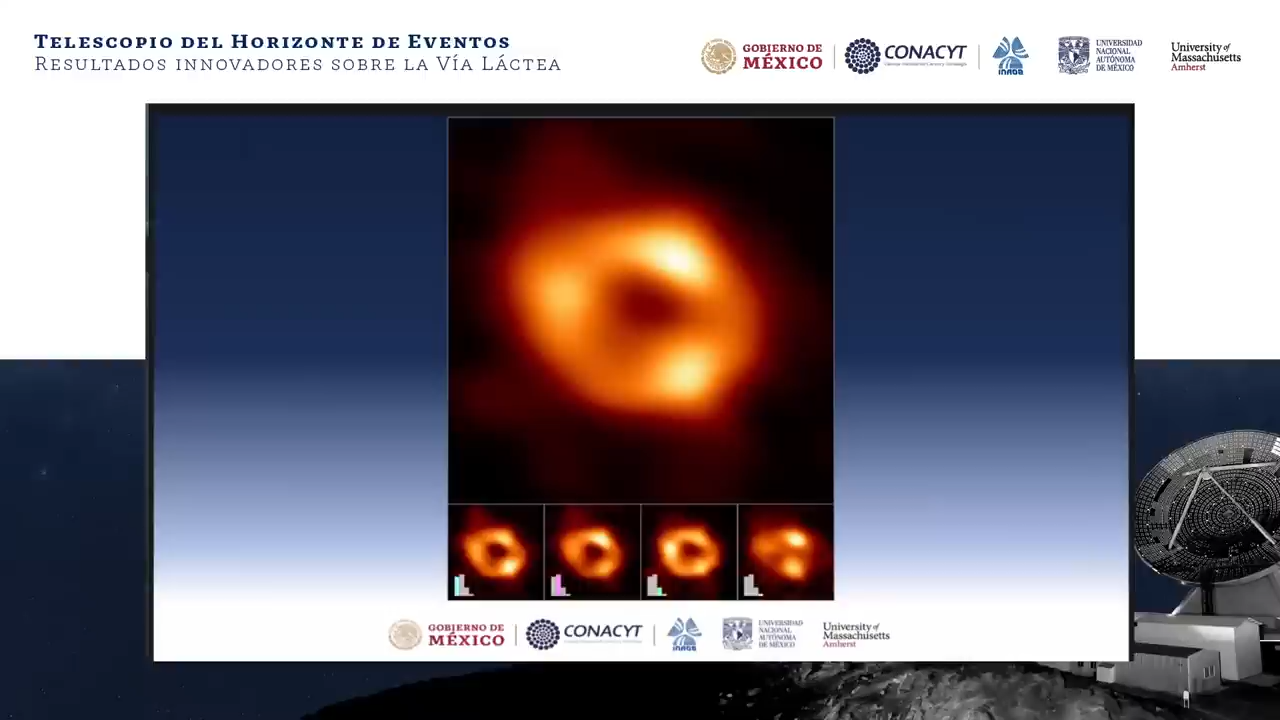 Telescopio del Horizonte de Eventos
Resultados innovadores sobre la Vía Láctea
GOBIERNO DE
MÉXICO
CONACYT
INAOE
UNIVERSIDAD
NACIONAL
AUTÓNOMA
DE MÉXICO
University of
Massachusetts
Amherst
GOBIERNO DE
MÉXICO
CONACYT
INAOE
UNIVERSIDAD
NACIONAL
AUTÓNOMA
DE MÉXICO
University of
Massachusetts
Amherst